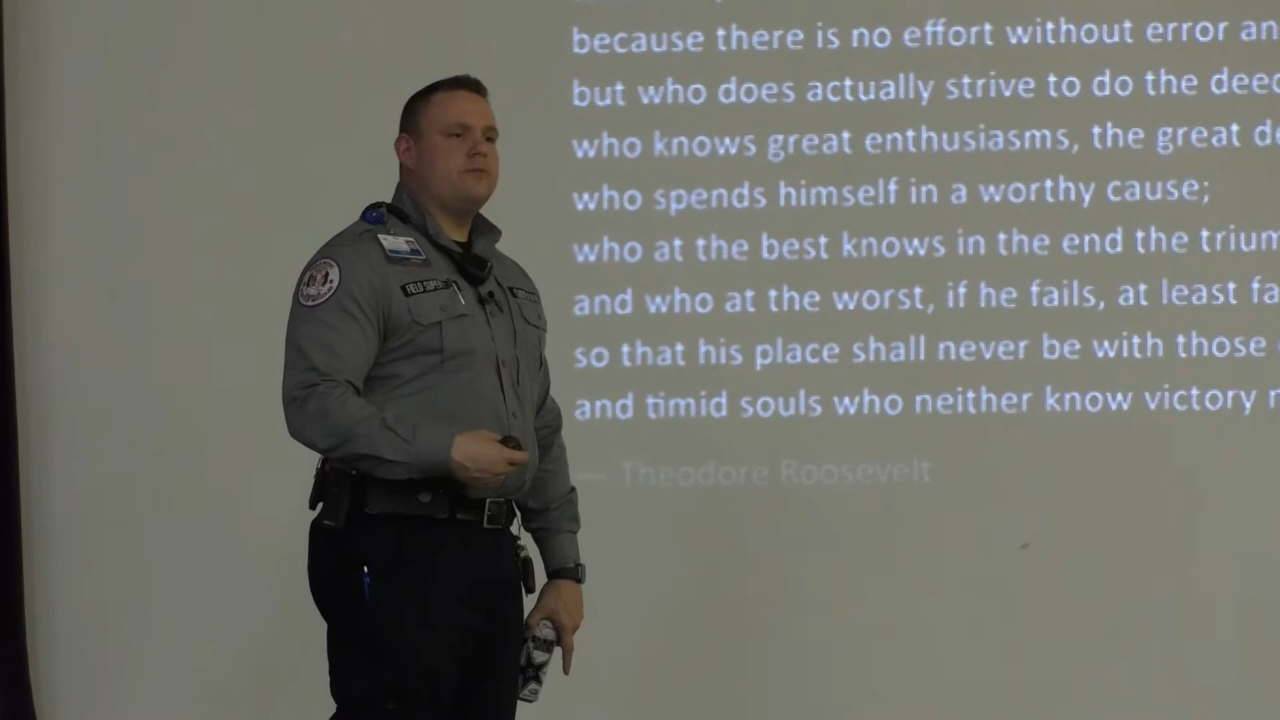 because there is no effort without error an
but who does actually strive to do the deed
who knows great enthusiasms, the great d
who spends himself in a worthy cause;
who at the best knows in the end the trium
and who at the worst, if he fails, at least fa
so that his place shall never be with those
and timid souls who neither know victory n
— Theodore Roosevelt
FIELD SUPER